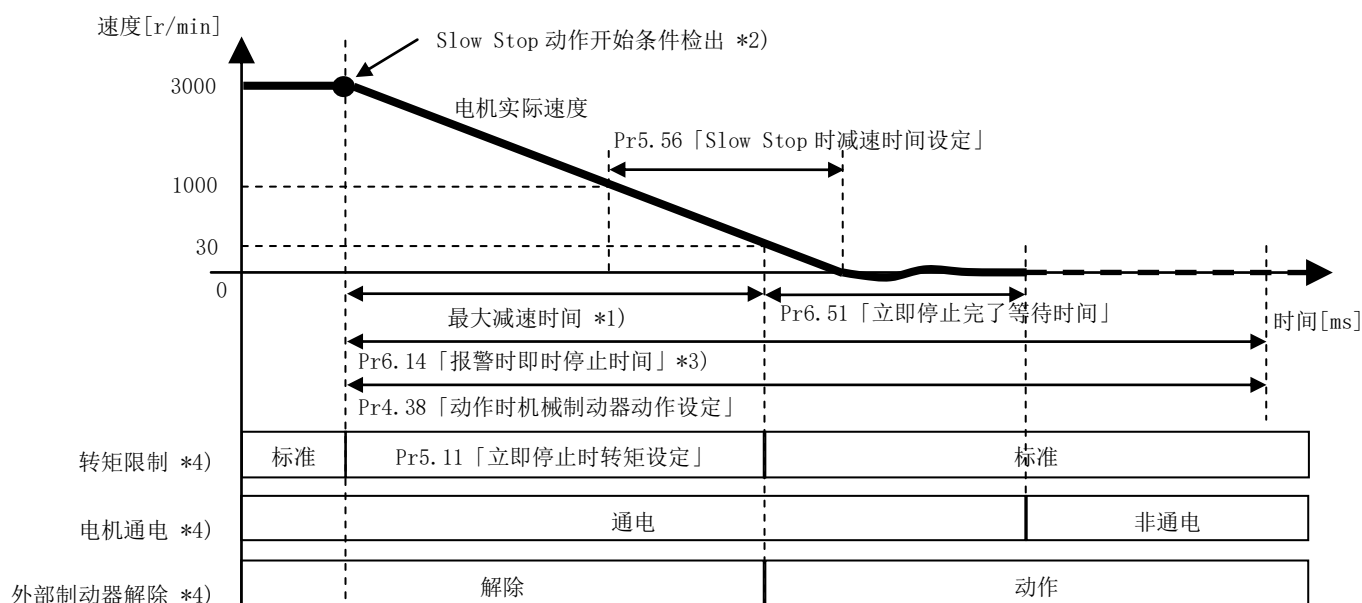 速度[r/min]
Slow Stop 动作开始条件检出 *2)
3000
电机实际速度
Pr5.56「Slow Stop 时减速时间设定」
1000
30
0
最大减速时间 *1)
Pr6.51「立即停止完了等待时间」
时间[ms]
Pr6.14「报警时即时停止时间」*3)
Pr4.38「动作时机械制动器动作设定」
转矩限制 *4)
标准
Pr5.11「立即停止时转矩设定」
标准
电机通电 *4)
通电
非通电
外部制动器解除 *4)
解除
动作